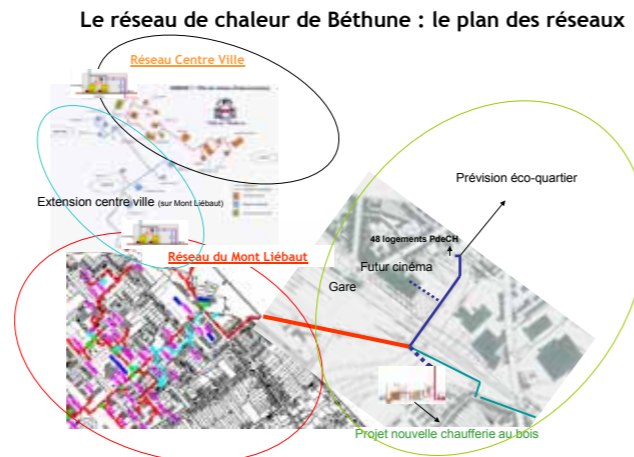 Le réseau de chaleur de Béthune : le plan des réseaux
Réseau Centre Ville
Prévision éco-quartier
Extension centre ville (sur Mont Liébaut)
48 logements PdeCH
Réseau du Mont Liébaut
Futur cinéma
Gare
Projet nouvelle chaufferie au bois